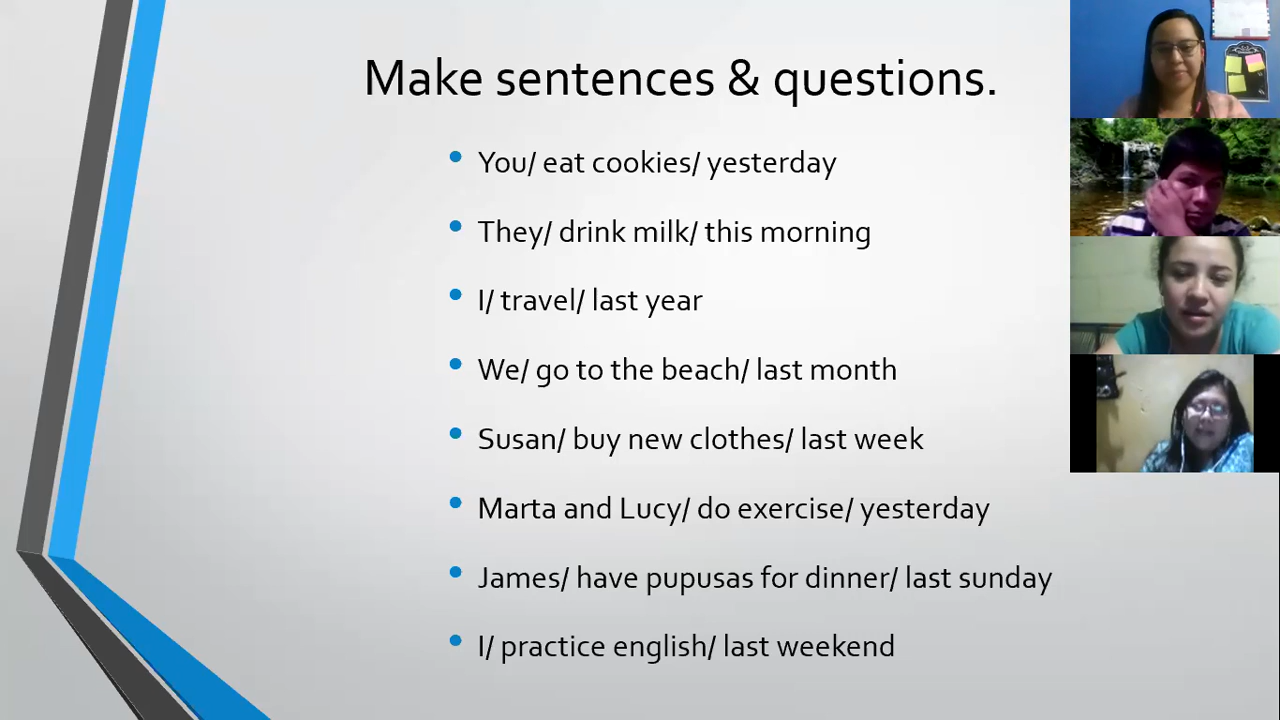 Make sentences & questions.
You/ eat cookies/ yesterday
They/ drink milk/ this morning
I/ travel/ last year
We/ go to the beach/ last month
Susan/ buy new clothes/ last week
Marta and Lucy/ do exercise/ yesterday
James/ have pupusas for dinner/ last sunday
I/ practice english/ last weekend